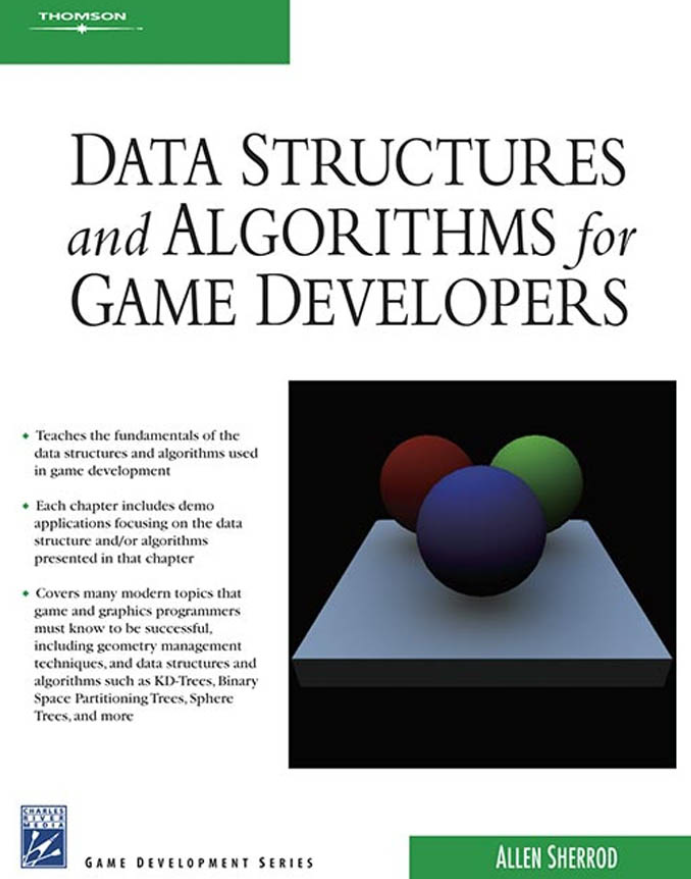 THOMSON
DATA STRUCTURES
and ALGORITHMS for
GAME DEVELOPERS
Teaches the fundamentals of the
data structures and algorithms used
in game development
Each chapter includes demo
applications focusing on the data
structure and/or algorithms
presented in that chapter
Covers many modern topics that
game and graphics programmers
must know to be successful,
including geometry management
techniques, and data structures and
algorithms such as KD-Trees, Binary
Space Partitioning Trees, Sphere
Trees, and more
CHARLES
RIVER
MEDIA
GAME DEVELOPMENT SERIES
ALLEN SHERROD